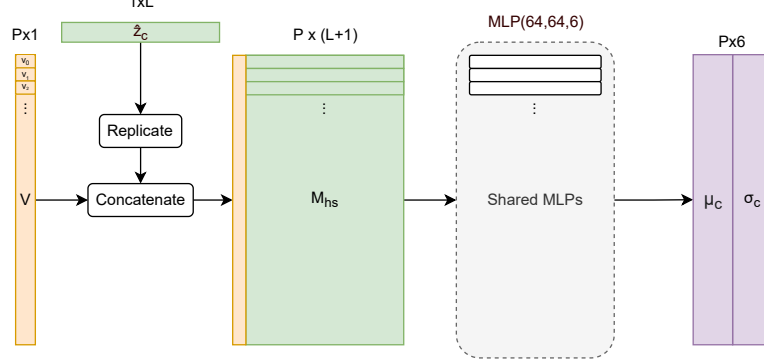 1xL
ẑc
Px1
P x (L+1)
MLP(64,64,6)
Px6
v₀
v₁
v₂
⋮
⋮
⋮
Replicate
V
Concatenate
Mhs
Shared MLPs
μc
σc